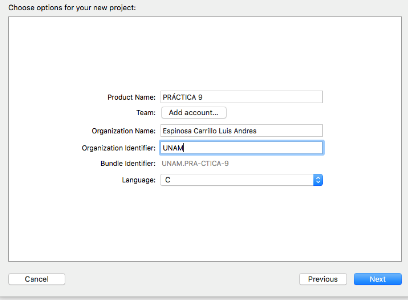 Choose options for your new project:
Product Name: PRÁCTICA 9
Team: Add account...
Organization Name: Espinosa Carrillo Luis Andres
Organization Identifier: UNAM
Bundle Identifier: UNAM.PRA-CTICA-9
Language: C
Cancel Previous Next